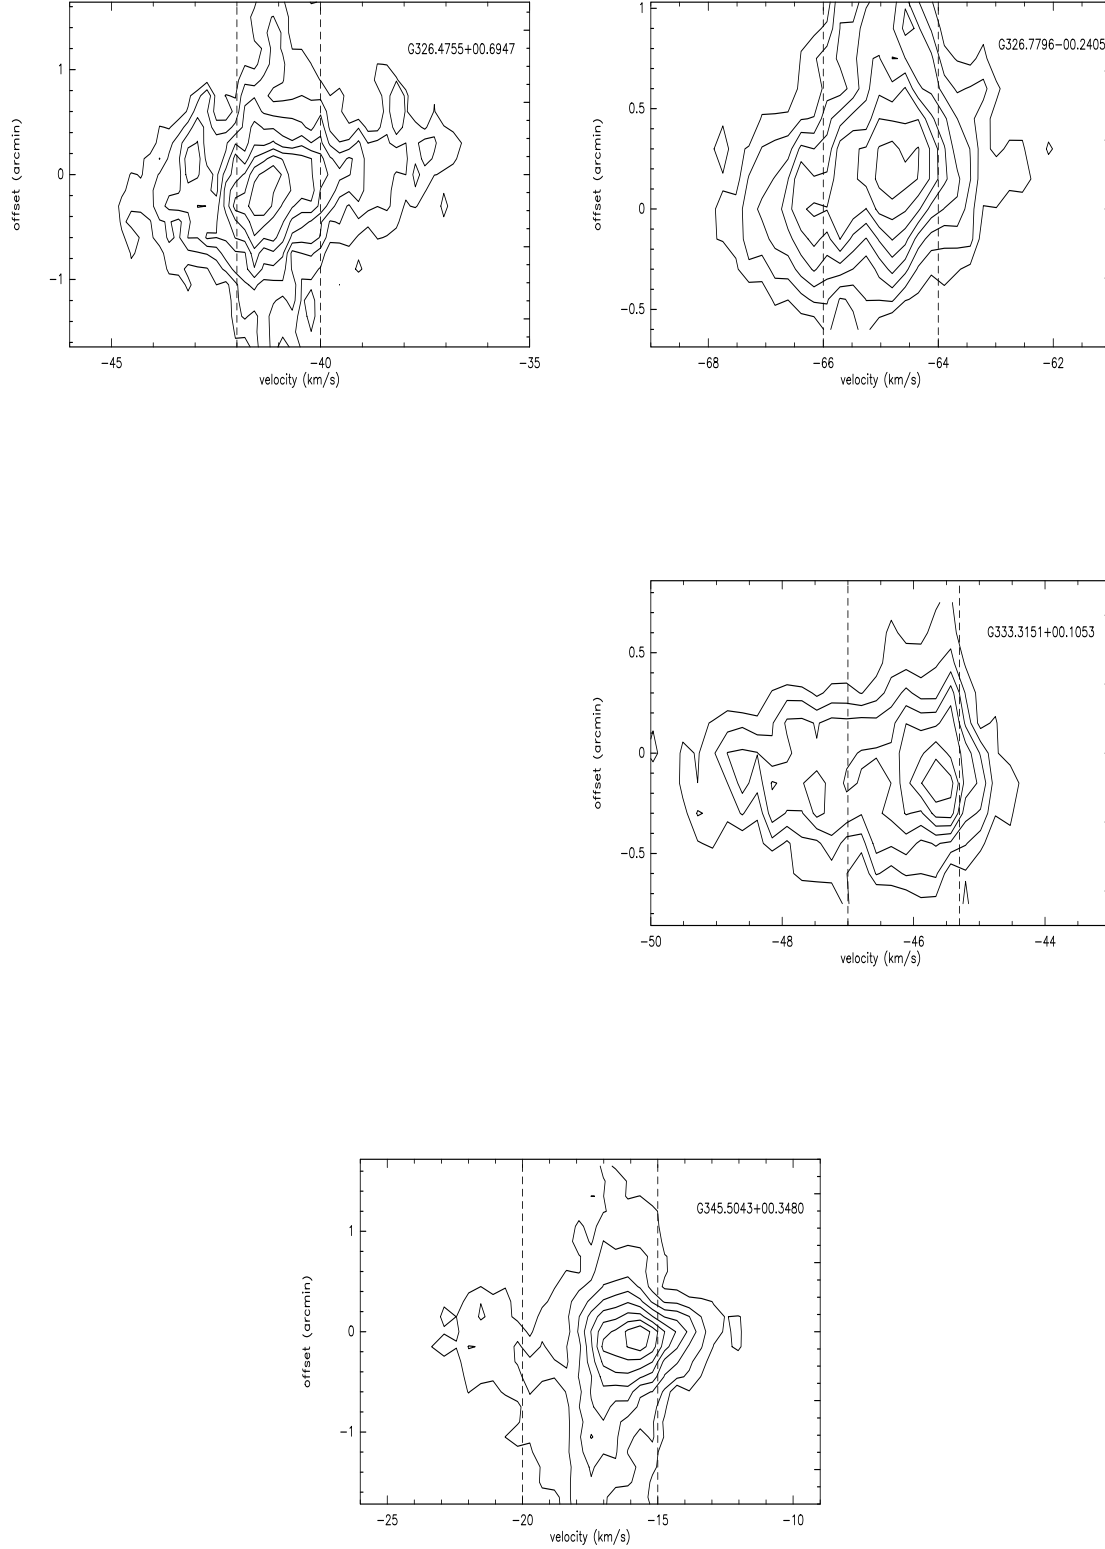 G326.4755+00.6947
1
0
−1
offset (arcmin)
−45
−40
−35
velocity (km/s)
G326.7796−00.2405
1
0.5
0
−0.5
offset (arcmin)
−68
−66
−64
−62
velocity (km/s)
G333.3151+00.1053
0.5
0
−0.5
offset (arcmin)
−50
−48
−46
−44
velocity (km/s)
G345.5043+00.3480
1
0
−1
offset (arcmin)
−25
−20
−15
−10
velocity (km/s)